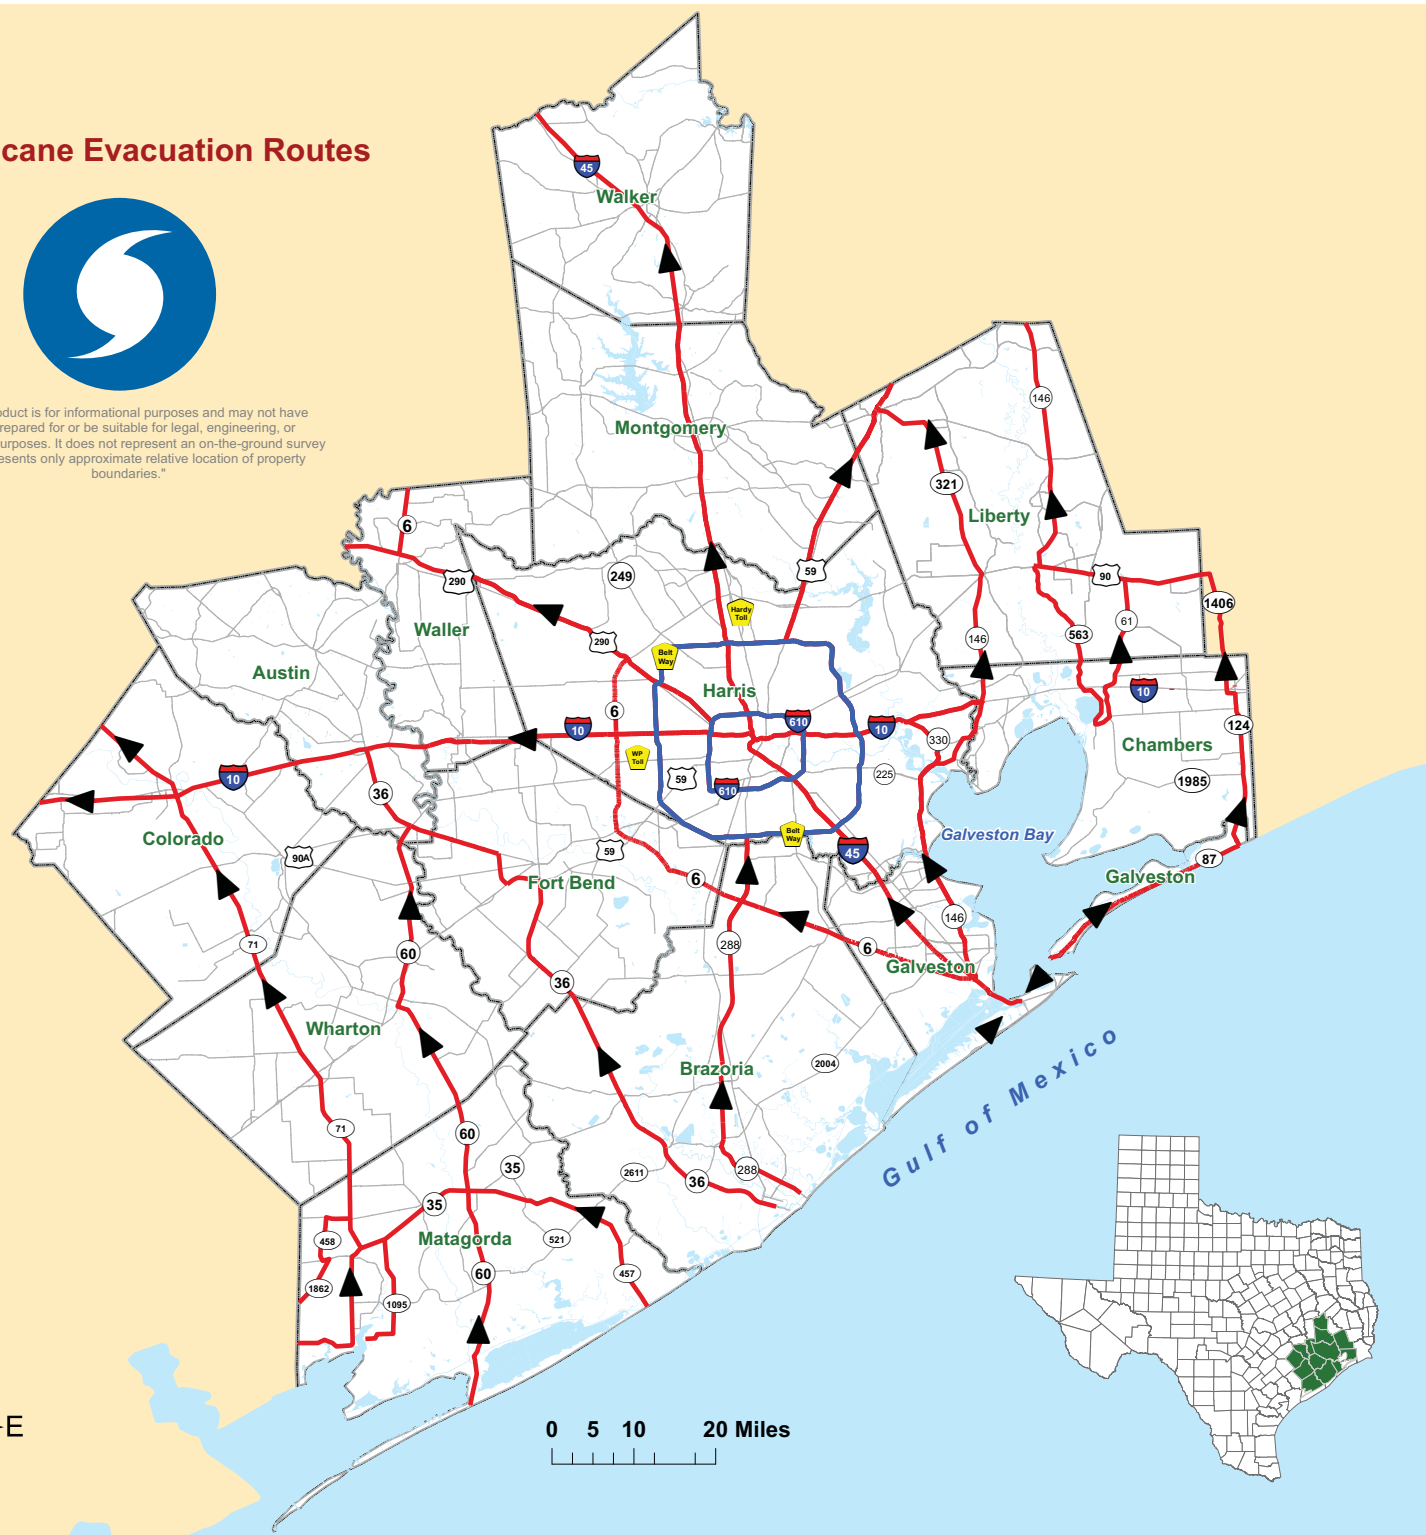 cane Evacuation Routes
oduct is for informational purposes and may not have
repared for or be suitable for legal, engineering, or
urposes. It does not represent an on-the-ground survey
esents only approximate relative location of property
boundaries."
45
Walker
Montgomery
146
321
Liberty
6
290
249
59
90
1406
Hardy
Toll
Waller
290
Belt
Way
146
563
61
Austin
Harris
10
6
10
610
10
330
124
WP
Toll
Chambers
10
59
225
1985
36
610
Colorado
Belt
Way
Galveston Bay
90A
59
45
87
Fort Bend
6
Galveston
71
60
288
6
146
Galveston
36
Wharton
Brazoria
2004
Gulf of Mexico
71
60
35
2611
288
36
35
458
Matagorda
521
60
457
1862
1095
E
0 5 10 20 Miles